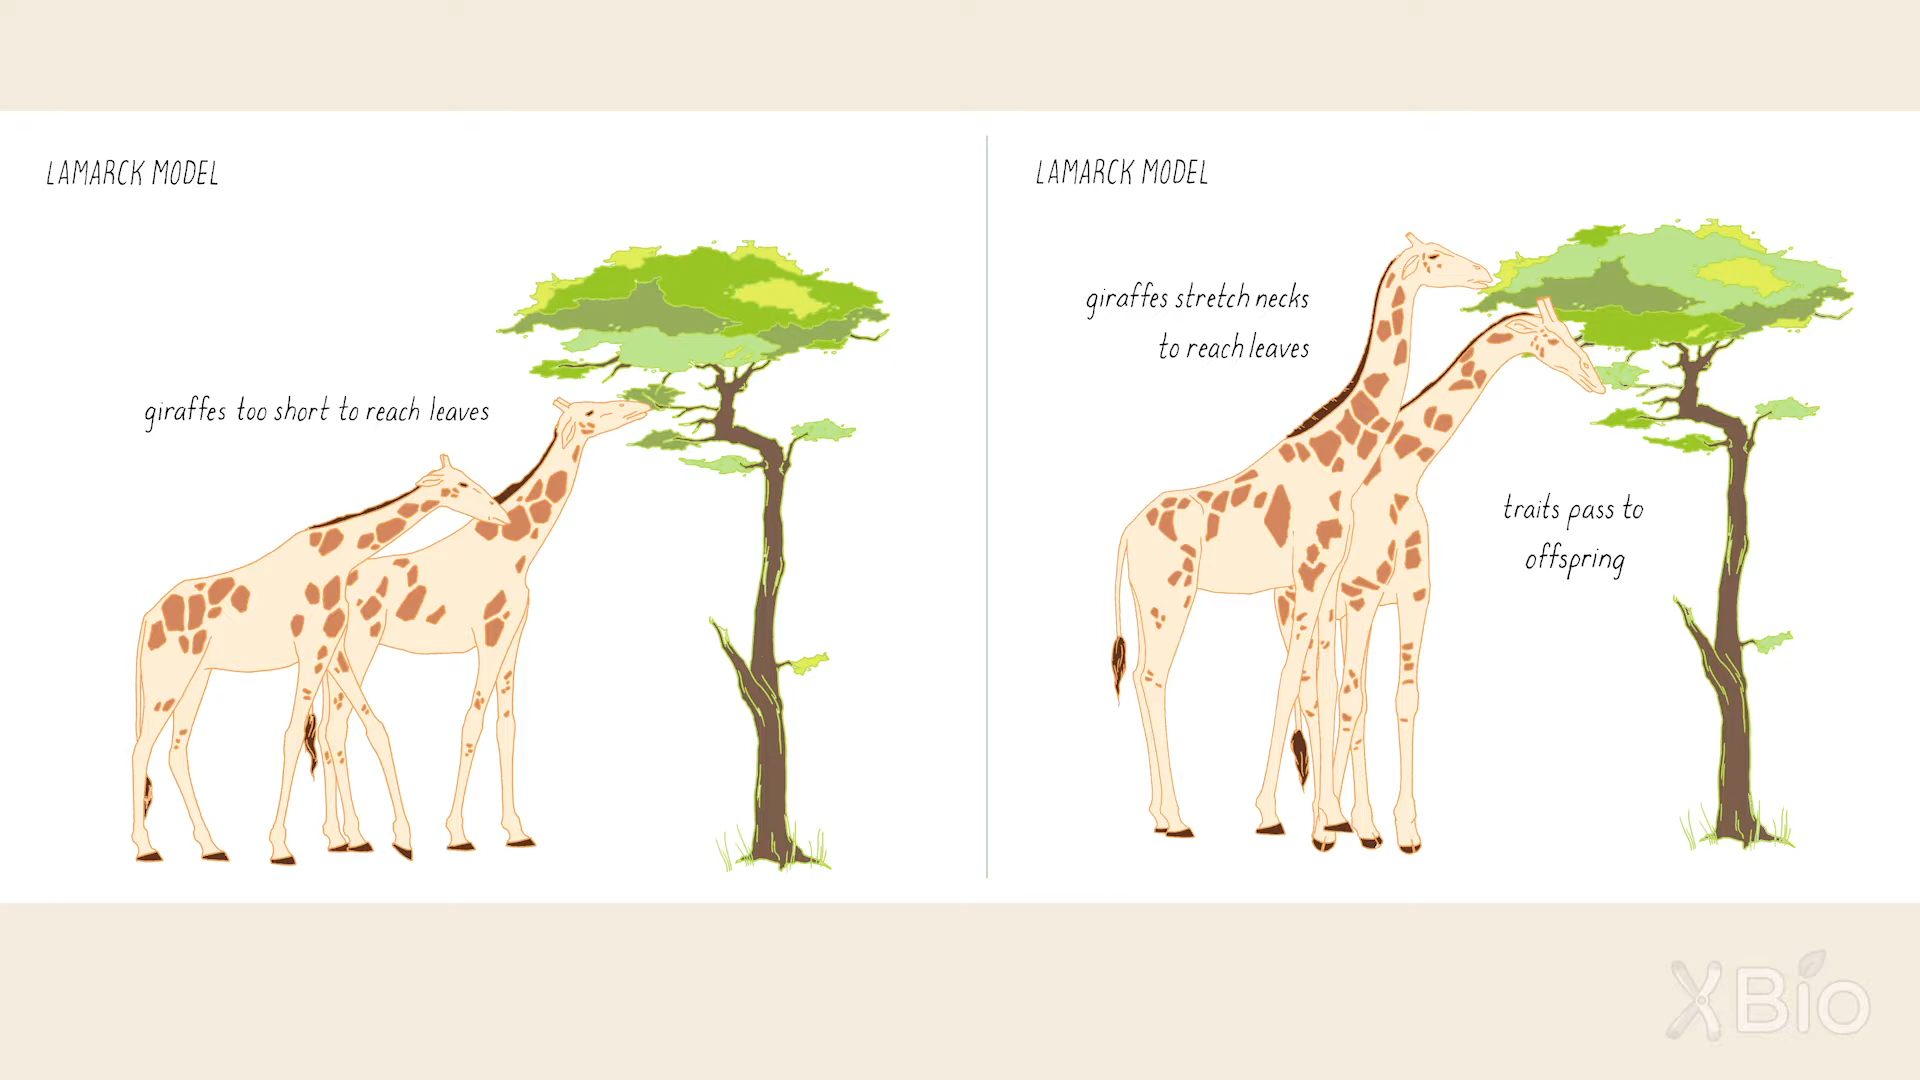 LAMARCK MODEL
giraffes too short to reach leaves
LAMARCK MODEL
giraffes stretch necks
to reach leaves
traits pass to
offspring
XBio